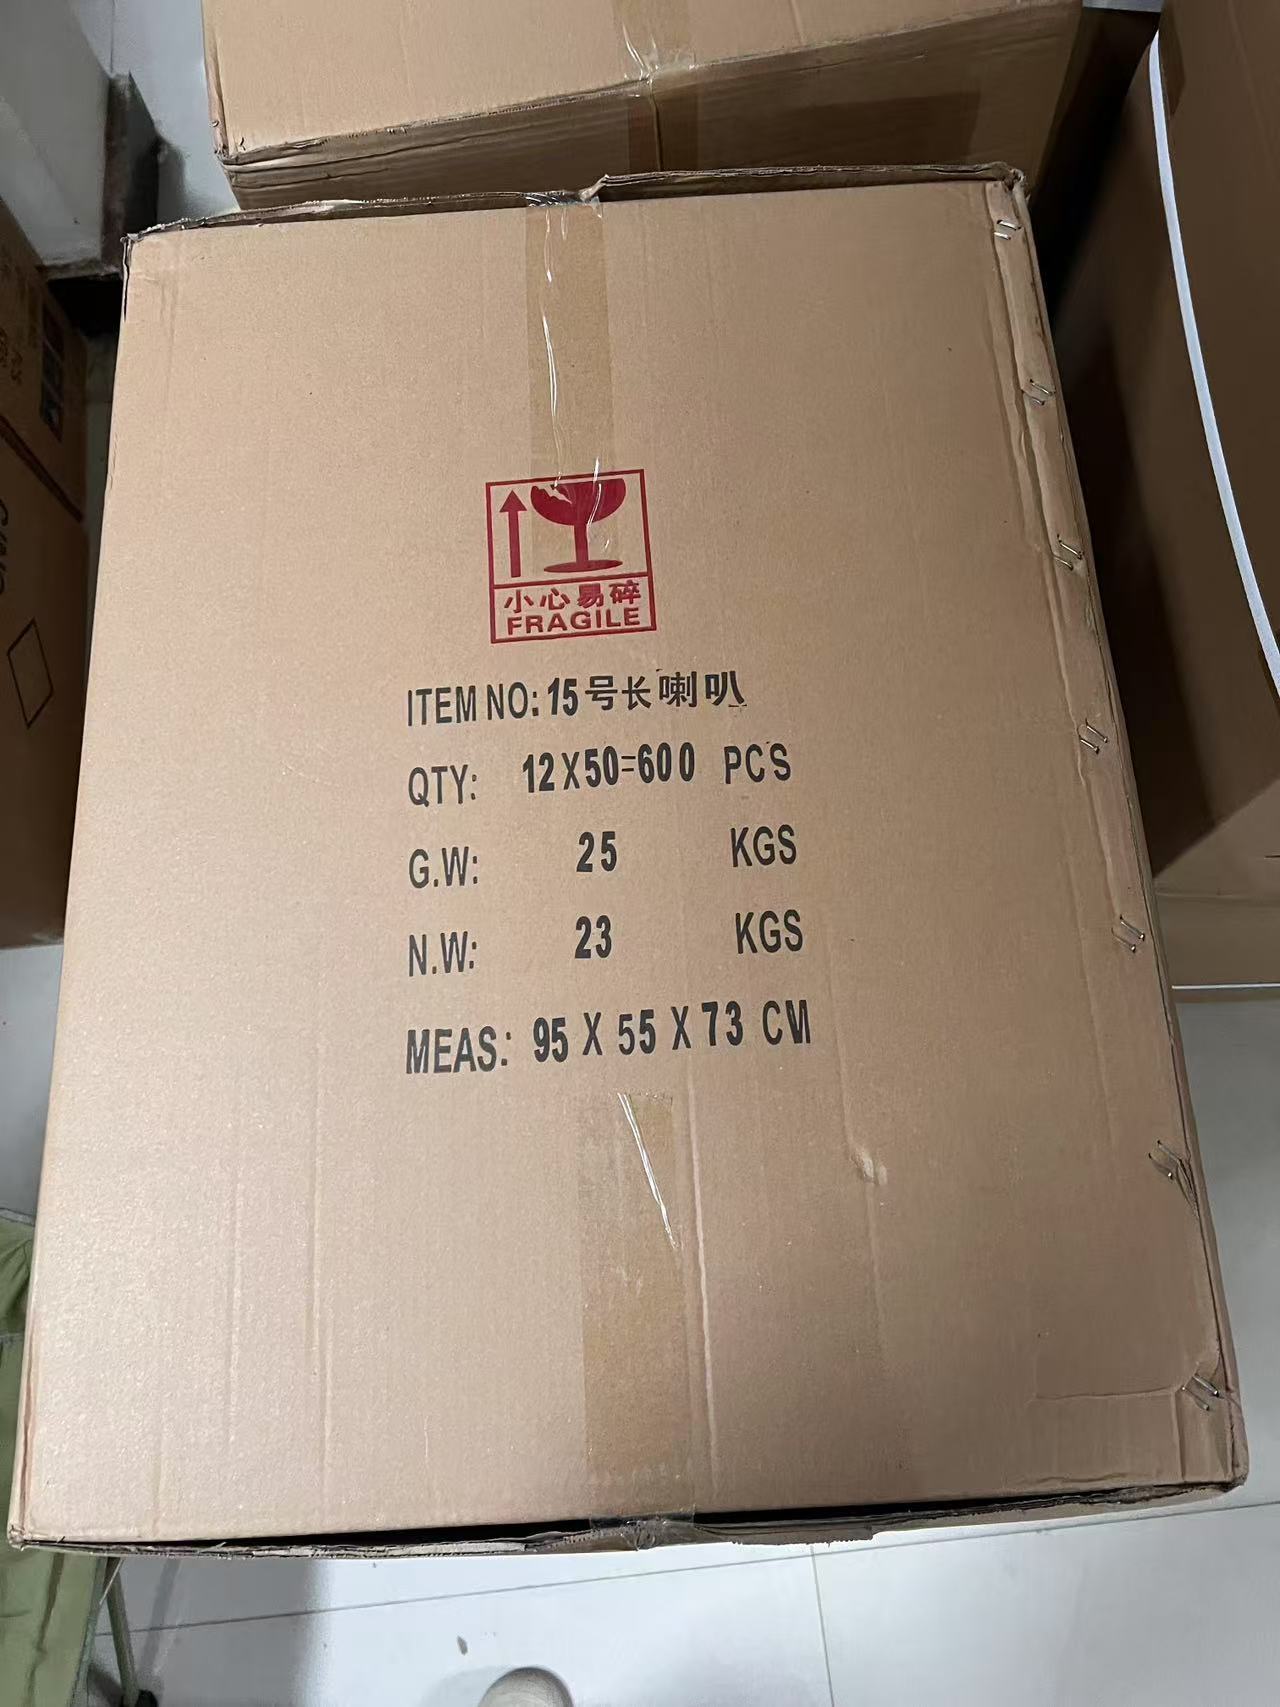 小心易碎
FRAGILE
ITEM NO: 15号长喇叭
QTY: 12X50=600 PCS
G.W: 25 KGS
N.W: 23 KGS
MEAS: 95 X 55 X 73 CM